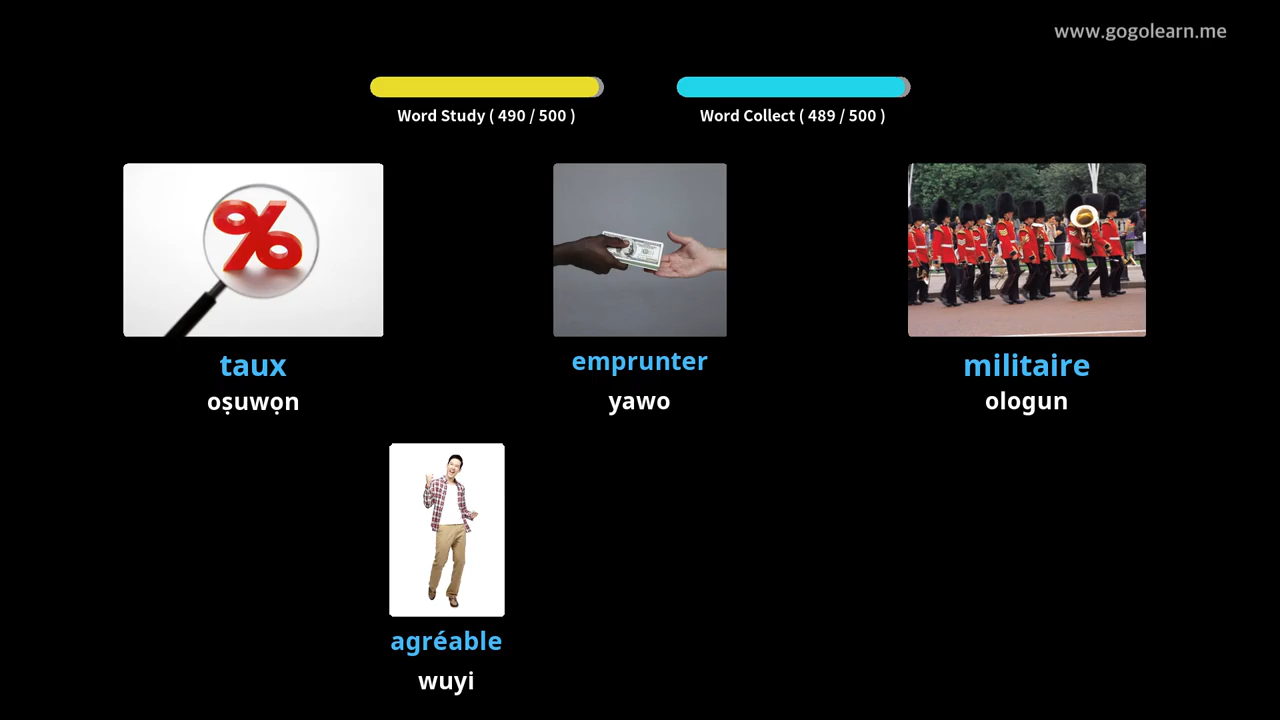 www.gogolearn.me
Word Study ( 490 / 500 )
Word Collect ( 489 / 500 )
taux
oṣuwọn
emprunter
yawo
militaire
ologun
agréable
wuyi